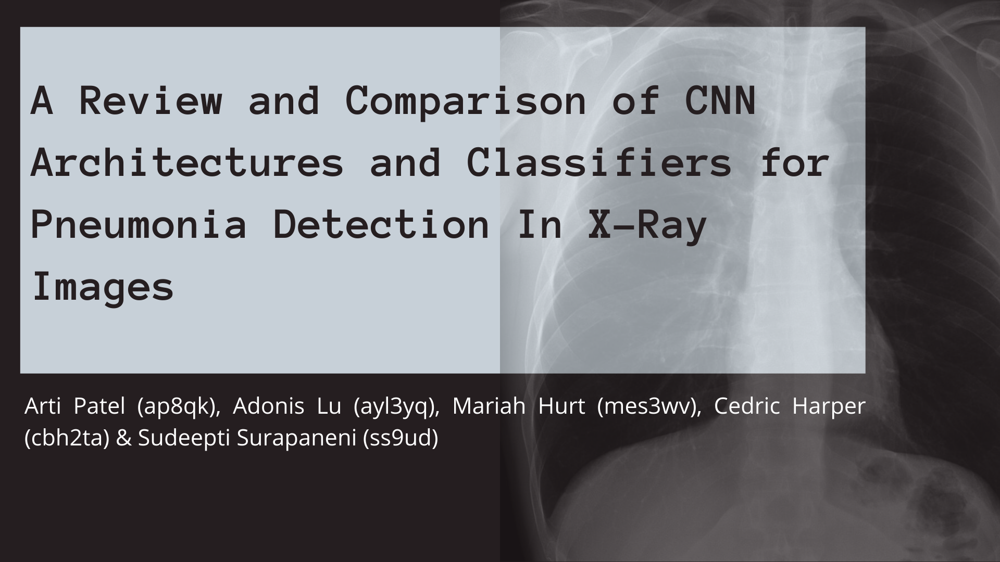 A Review and Comparison of CNN
Architectures and Classifiers for
Pneumonia Detection In X-Ray
Images
Arti Patel (ap8qk), Adonis Lu (ayl3yq), Mariah Hurt (mes3wv), Cedric Harper
(cbh2ta) & Sudeepti Surapaneni (ss9ud)